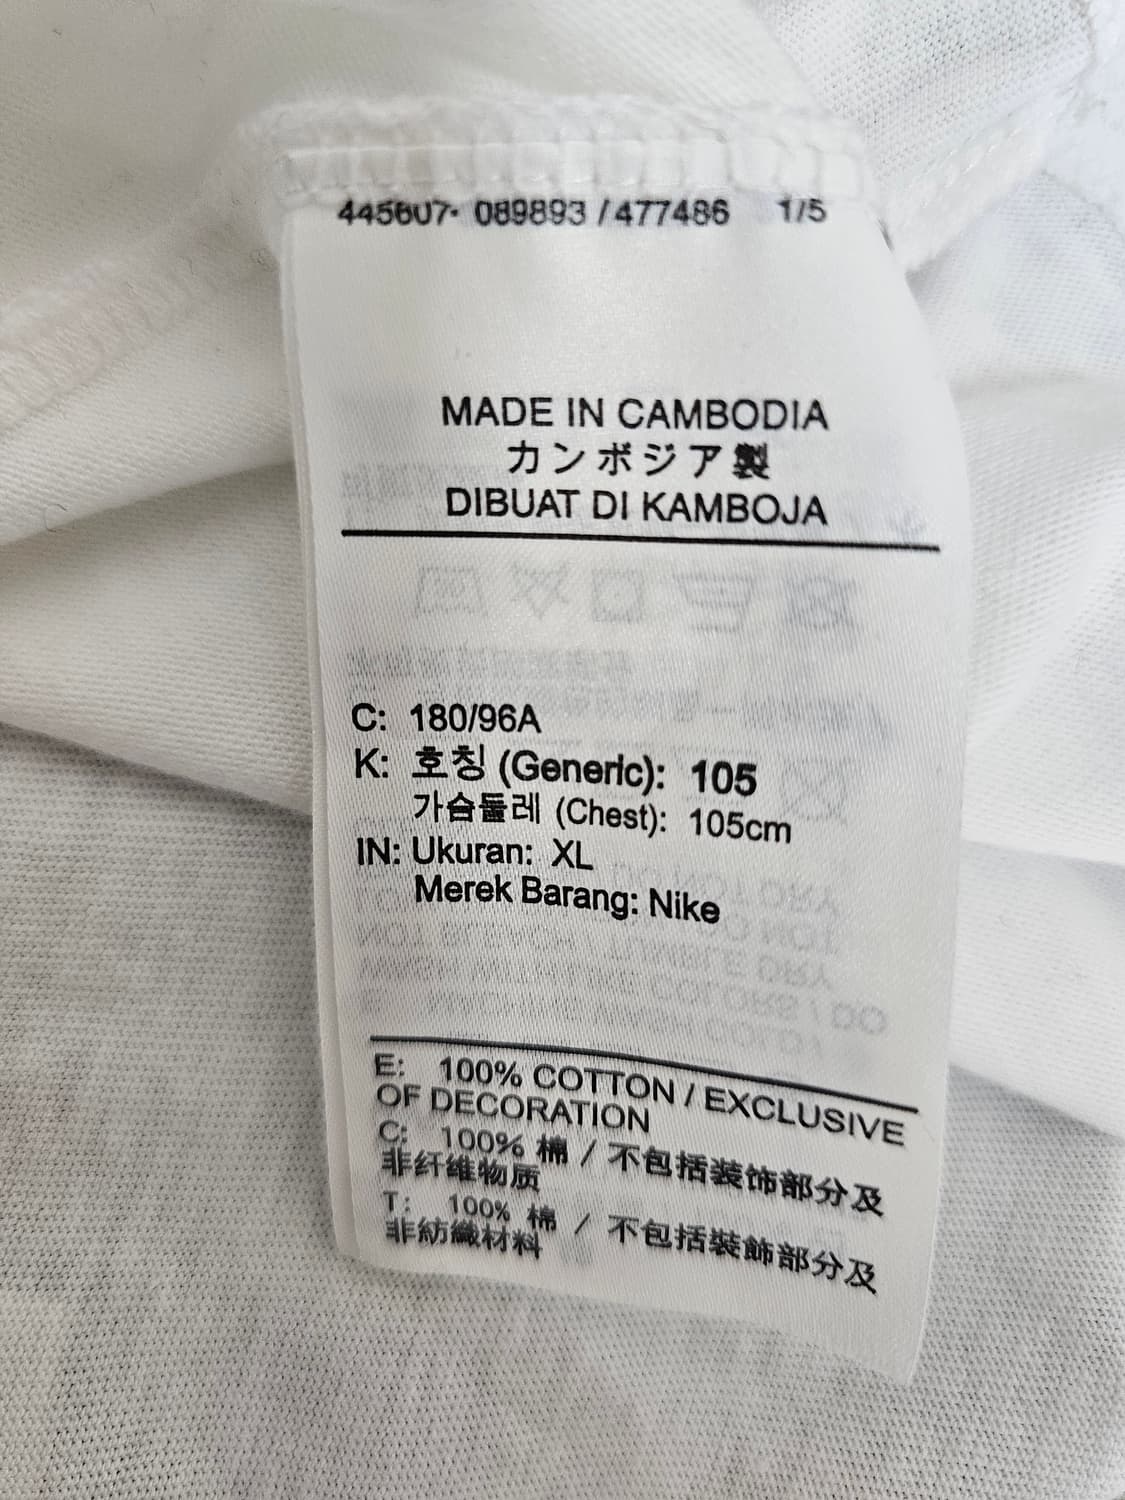 445607- 089893 / 477486 1/5
MADE IN CAMBODIA
カンボジア製
DIBUAT DI KAMBOJA
C: 180/96A
K: 호칭 (Generic): 105
가슴둘레 (Chest): 105cm
IN: Ukuran: XL
Merek Barang: Nike
E: 100% COTTON / EXCLUSIVE
OF DECORATION
C: 100% 棉 / 不包括装饰部分及
非纤维物质
T: 100% 棉 / 不包括裝飾部分及
非紡織材料